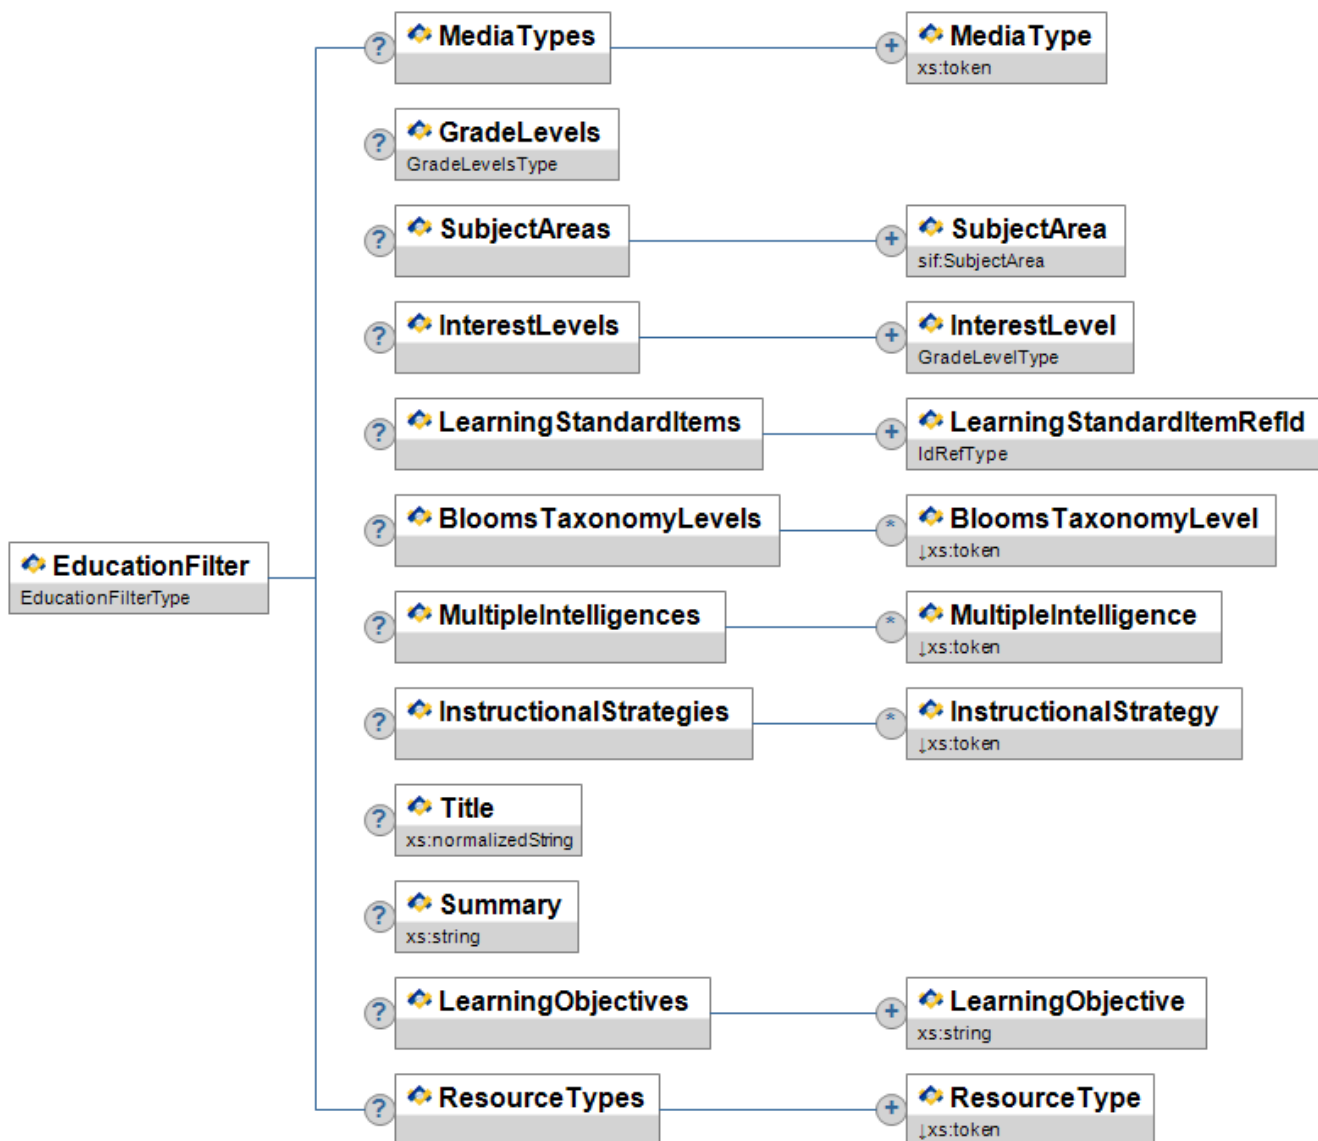 ? MediaTypes + MediaType
xs:token
? GradeLevels
GradeLevelsType
? SubjectAreas + SubjectArea
sif:SubjectArea
? InterestLevels + InterestLevel
GradeLevelType
? LearningStandardItems + LearningStandardItemRefId
IdRefType
? BloomsTaxonomyLevels * BloomsTaxonomyLevel
↓xs:token
EducationFilter
EducationFilterType
? MultipleIntelligences * MultipleIntelligence
↓xs:token
? InstructionalStrategies * InstructionalStrategy
↓xs:token
? Title
xs:normalizedString
? Summary
xs:string
? LearningObjectives + LearningObjective
xs:string
? ResourceTypes + ResourceType
↓xs:token